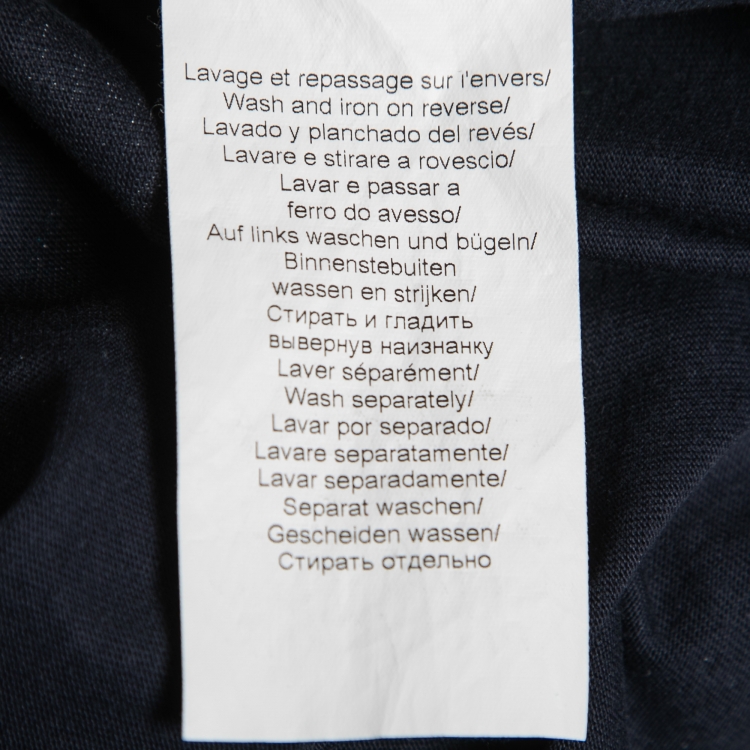 Lavage et repassage sur l'envers/
Wash and iron on reverse/
Lavado y planchado del revés/
Lavare e stirare a rovescio/
Lavar e passar a
ferro do avesso/
Auf links waschen und bügeln/
Binnenstebuiten
wassen en strijken/
Стирать и гладить
вывернув наизнанку
Laver séparément/
Wash separately/
Lavar por separado/
Lavare separatamente/
Lavar separadamente/
Separat waschen/
Gescheiden wassen/
Стирать отдельно